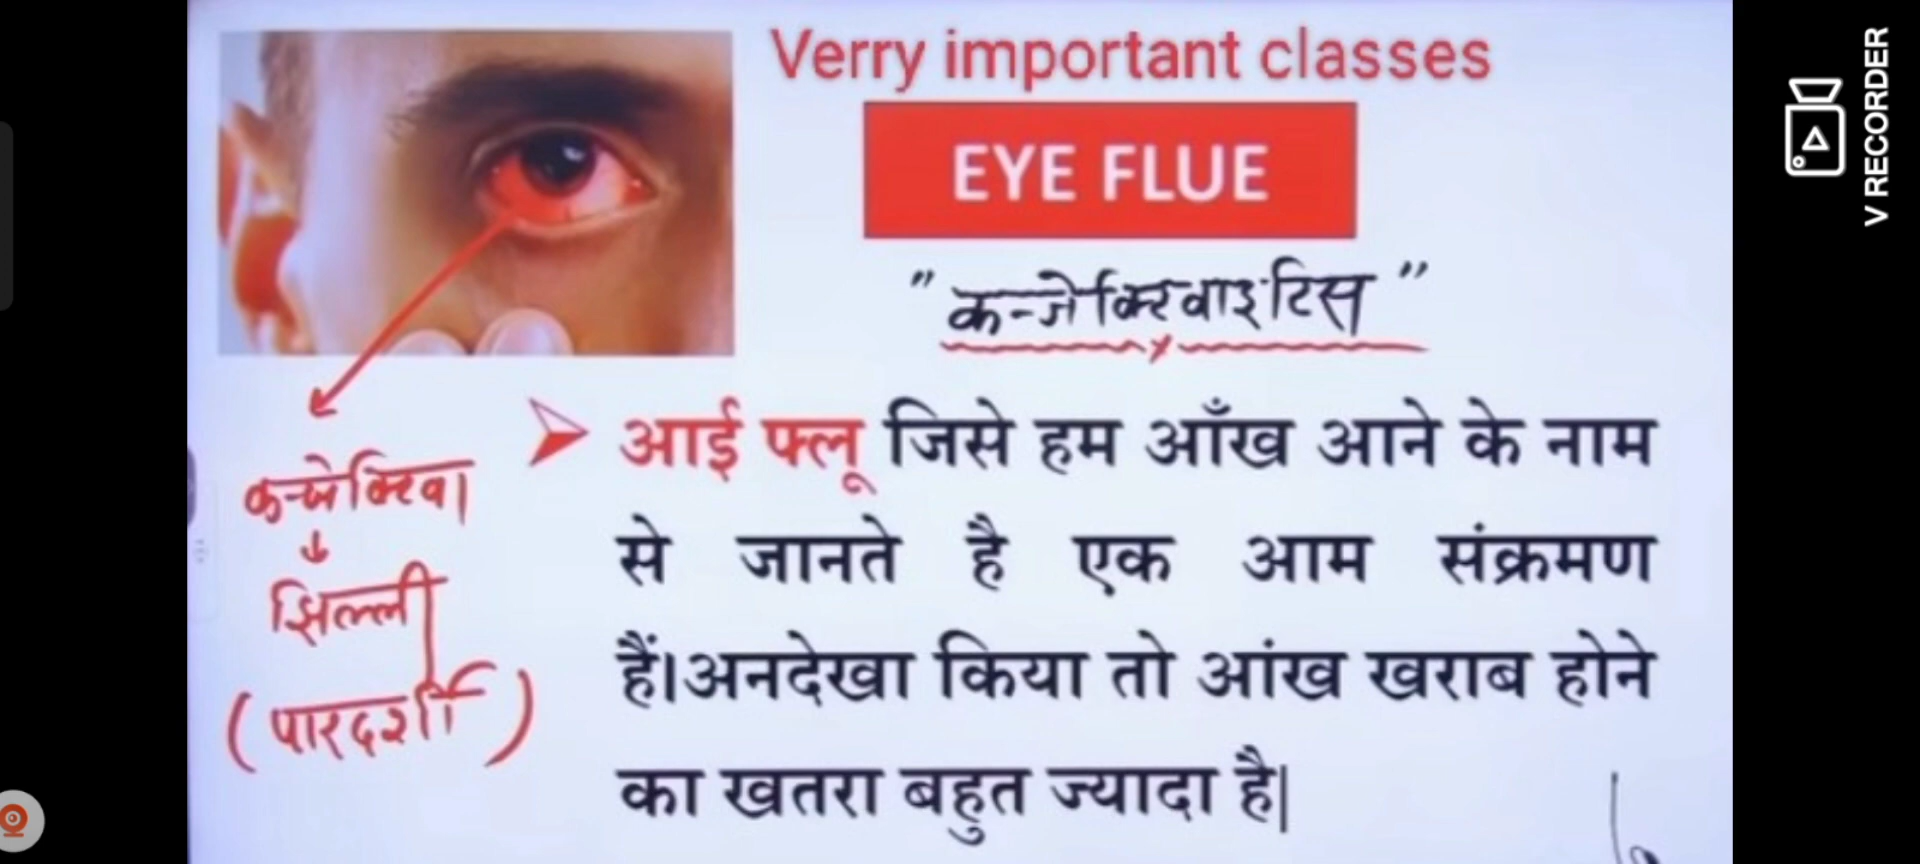 Verry important classes
EYE FLUE
"कन्जेक्टिवाइटिस"
आई फ्लू जिसे हम आँख आने के नाम
से जानते है एक आम संक्रमण
हैं।अनदेखा किया तो आंख खराब होने
का खतरा बहुत ज्यादा है|
कन्जेक्टिवा
झिल्ली
(पारदर्शी)
V RECORDER